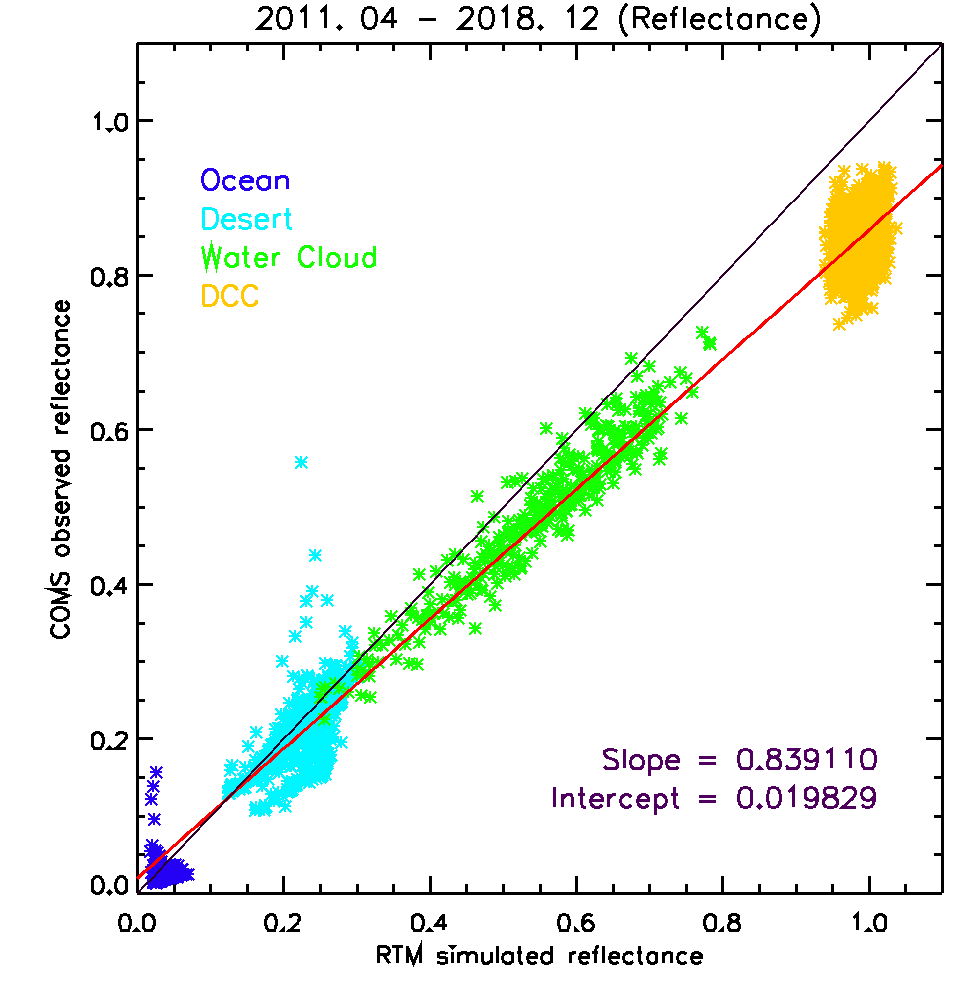 2011. 04 - 2018. 12 (Reflectance)
1.0
0.8
0.6
0.4
0.2
0.0
COMS observed reflectance
Ocean
Desert
Water Cloud
DCC
Slope = 0.839110
Intercept = 0.019829
0.0 0.2 0.4 0.6 0.8 1.0
RTM simulated reflectance